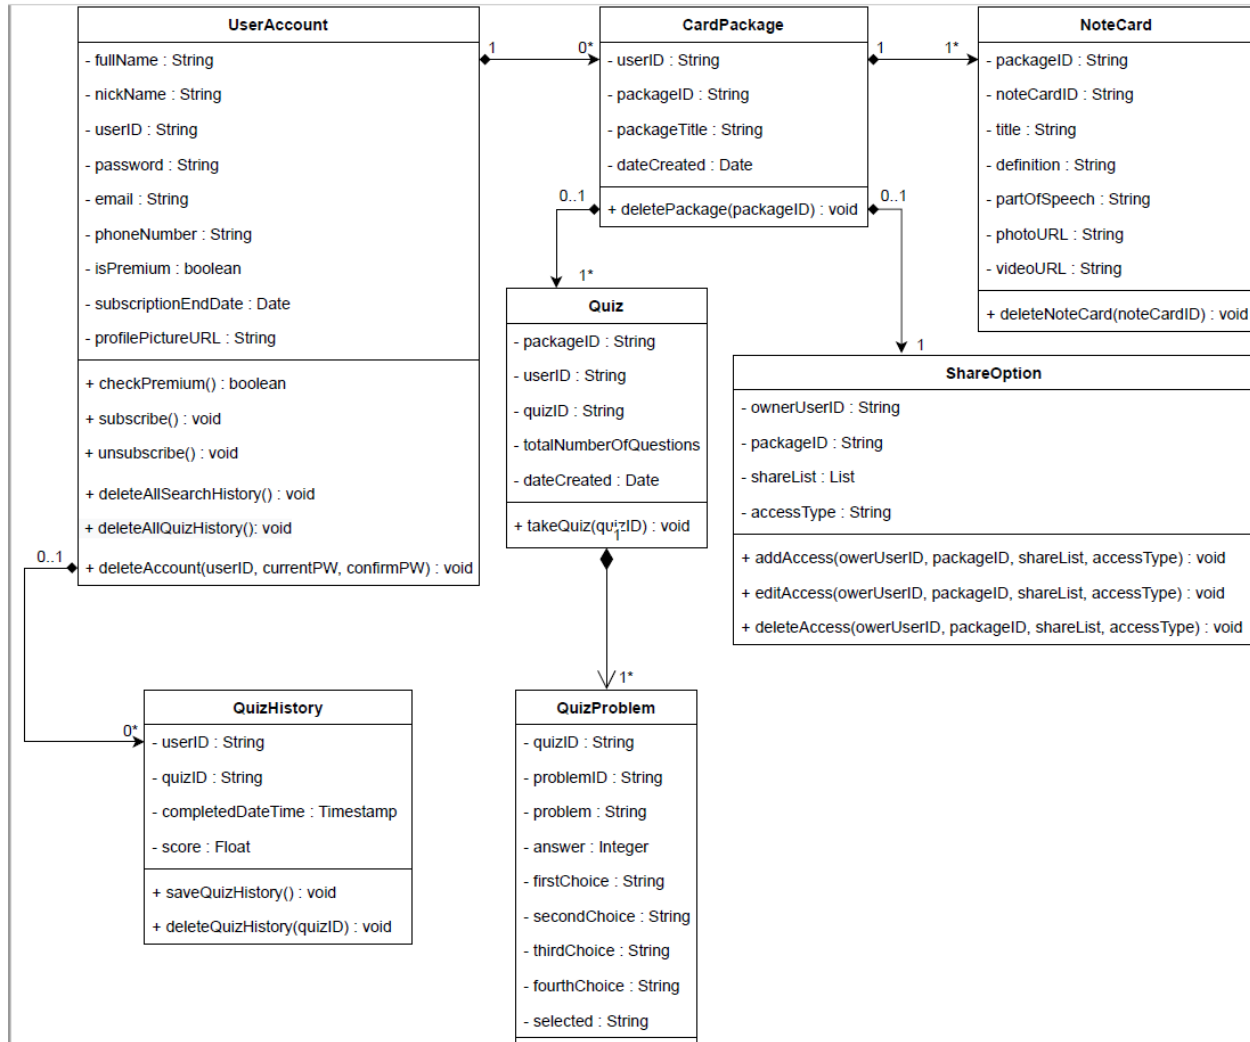 UserAccount
- fullName : String
- nickName : String
- userID : String
- password : String
- email : String
- phoneNumber : String
- isPremium : boolean
- subscriptionEndDate : Date
- profilePictureURL : String
+ checkPremium() : boolean
+ subscribe() : void
+ unsubscribe() : void
+ deleteAllSearchHistory() : void
+ deleteAllQuizHistory(): void
+ deleteAccount(userID, currentPW, confirmPW) : void
1
0*
CardPackage
- userID : String
- packageID : String
- packageTitle : String
- dateCreated : Date
+ deletePackage(packageID) : void
1
1*
NoteCard
- packageID : String
- noteCardID : String
- title : String
- definition : String
- partOfSpeech : String
- photoURL : String
- videoURL : String
+ deleteNoteCard(noteCardID) : void
0..1
1*
Quiz
- packageID : String
- userID : String
- quizID : String
- totalNumberOfQuestions
- dateCreated : Date
+ takeQuiz(quizID) : void
0..1
1
ShareOption
- ownerUserID : String
- packageID : String
- shareList : List
- accessType : String
+ addAccess(owerUserID, packageID, shareList, accessType) : void
+ editAccess(owerUserID, packageID, shareList, accessType) : void
+ deleteAccess(owerUserID, packageID, shareList, accessType) : void
0..1
0*
QuizHistory
- userID : String
- quizID : String
- completedDateTime : Timestamp
- score : Float
+ saveQuizHistory() : void
+ deleteQuizHistory(quizID) : void
1
1*
QuizProblem
- quizID : String
- problemID : String
- problem : String
- answer : Integer
- firstChoice : String
- secondChoice : String
- thirdChoice : String
- fourthChoice : String
- selected : String